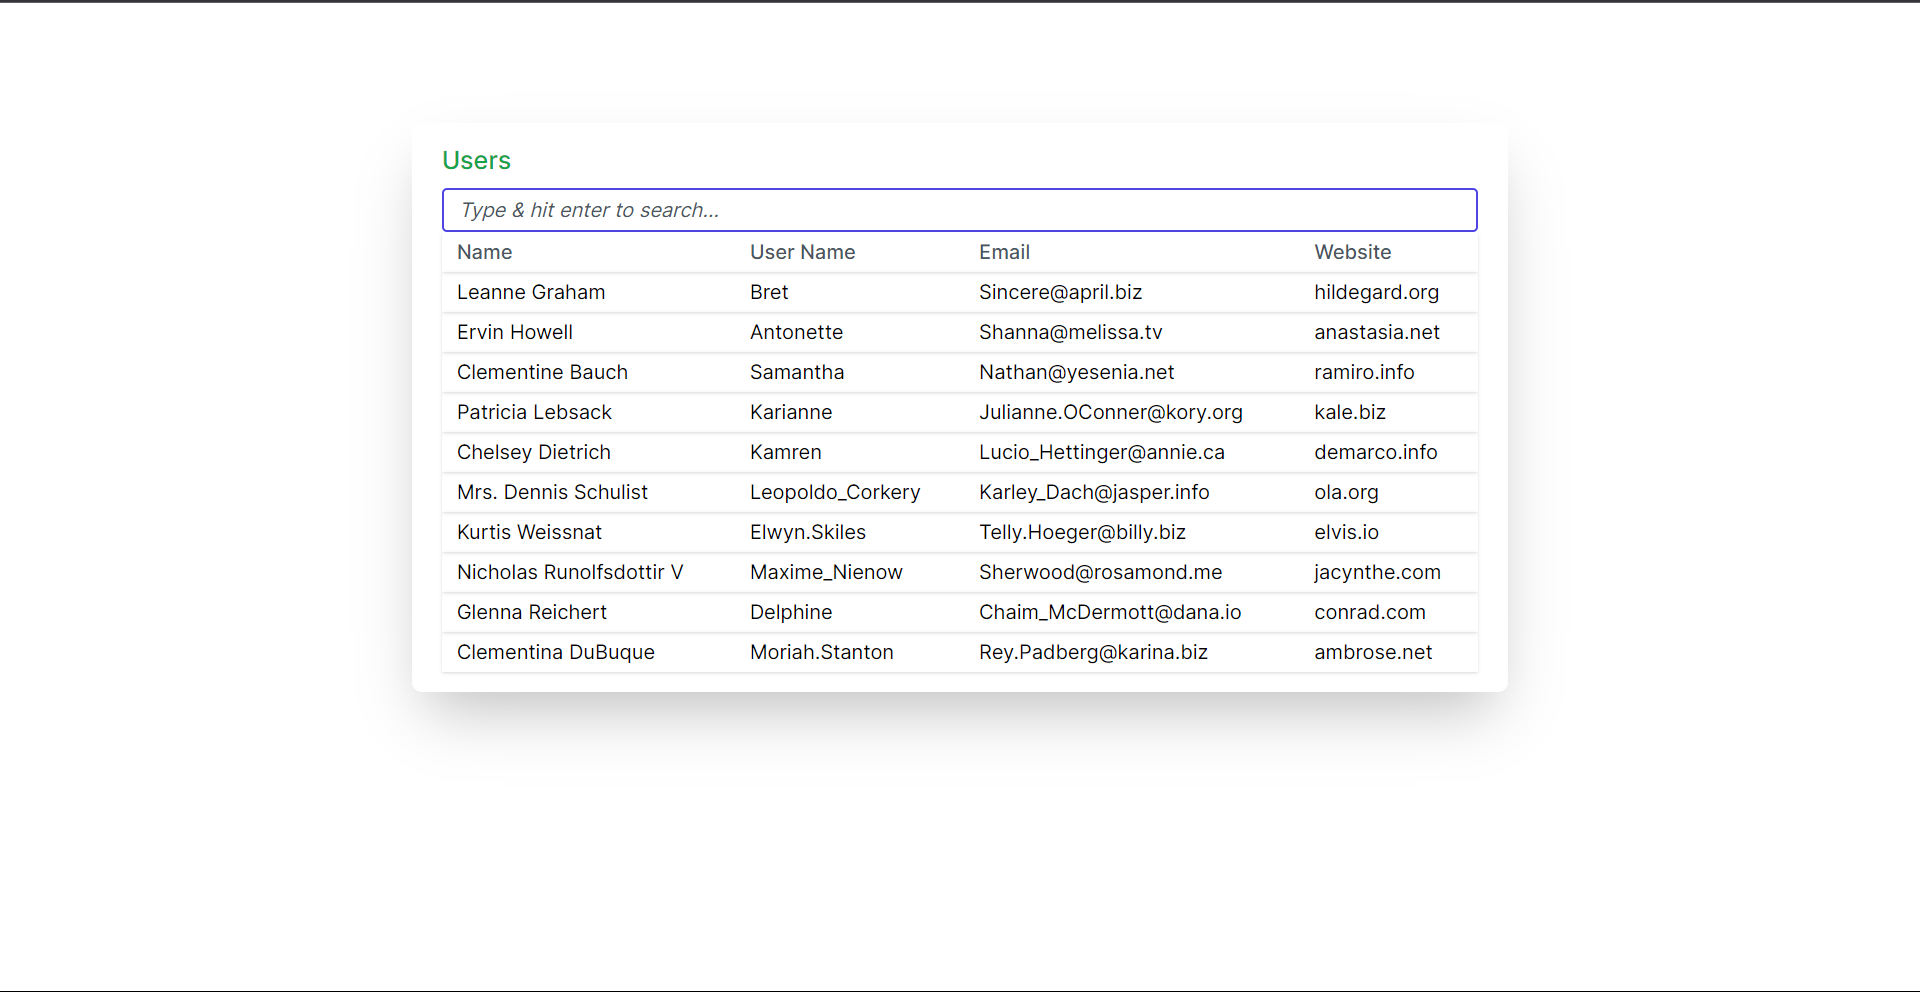 Users
Type & hit enter to search...
Name User Name Email Website
Leanne Graham Bret Sincere@april.biz hildegard.org
Ervin Howell Antonette Shanna@melissa.tv anastasia.net
Clementine Bauch Samantha Nathan@yesenia.net ramiro.info
Patricia Lebsack Karianne Julianne.OConner@kory.org kale.biz
Chelsey Dietrich Kamren Lucio_Hettinger@annie.ca demarco.info
Mrs. Dennis Schulist Leopoldo_Corkery Karley_Dach@jasper.info ola.org
Kurtis Weissnat Elwyn.Skiles Telly.Hoeger@billy.biz elvis.io
Nicholas Runolfsdottir V Maxime_Nienow Sherwood@rosamond.me jacynthe.com
Glenna Reichert Delphine Chaim_McDermott@dana.io conrad.com
Clementina DuBuque Moriah.Stanton Rey.Padberg@karina.biz ambrose.net